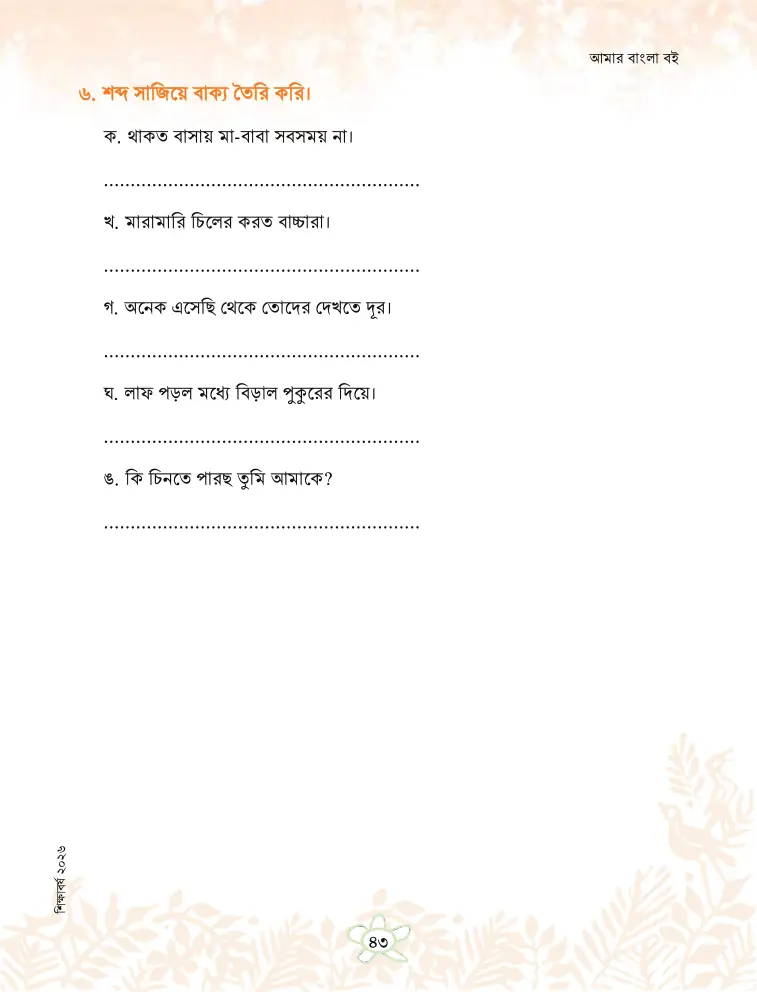 আমার বাংলা বই
৬. শব্দ সাজিয়ে বাক্য তৈরি করি।
ক. থাকত বাসায় মা-বাবা সবসময় না।
............................................................
খ. মারামারি চিলের করত বাচ্চারা।
............................................................
গ. অনেক এসেছি থেকে তোদের দেখতে দূর।
............................................................
ঘ. লাফ পড়ল মধ্যে বিড়াল পুকুরের দিয়ে।
............................................................
ঙ. কি চিনতে পারছ তুমি আমাকে?
............................................................
শিক্ষাবর্ষ ২০২৬
৪৩